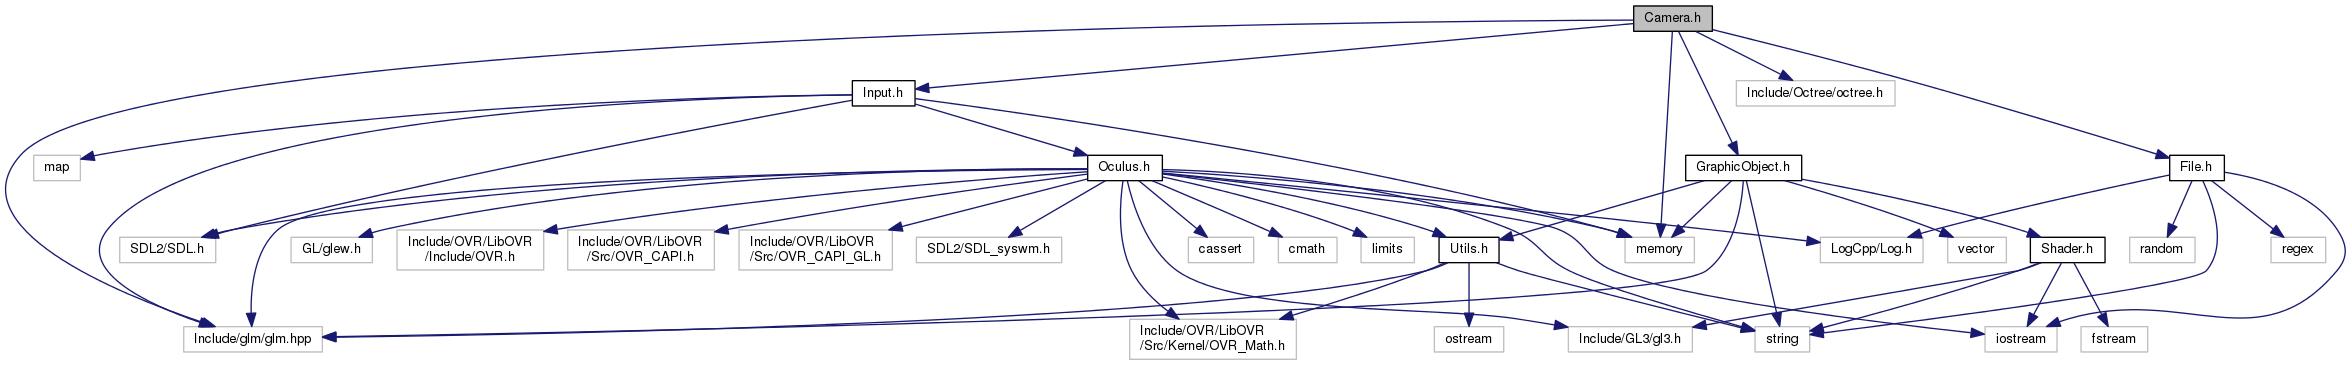 Camera.h
Input.h
Include/Octree/octree.h
map
Oculus.h
GraphicObject.h
File.h
SDL2/SDL.h
GL/glew.h
Include/OVR/LibOVR
/Include/OVR.h
Include/OVR/LibOVR
/Src/OVR_CAPI.h
Include/OVR/LibOVR
/Src/OVR_CAPI_GL.h
SDL2/SDL_syswm.h
cassert
cmath
limits
Utils.h
memory
LogCpp/Log.h
vector
Shader.h
random
regex
Include/glm/glm.hpp
Include/OVR/LibOVR
/Src/Kernel/OVR_Math.h
ostream
Include/GL3/gl3.h
string
iostream
fstream